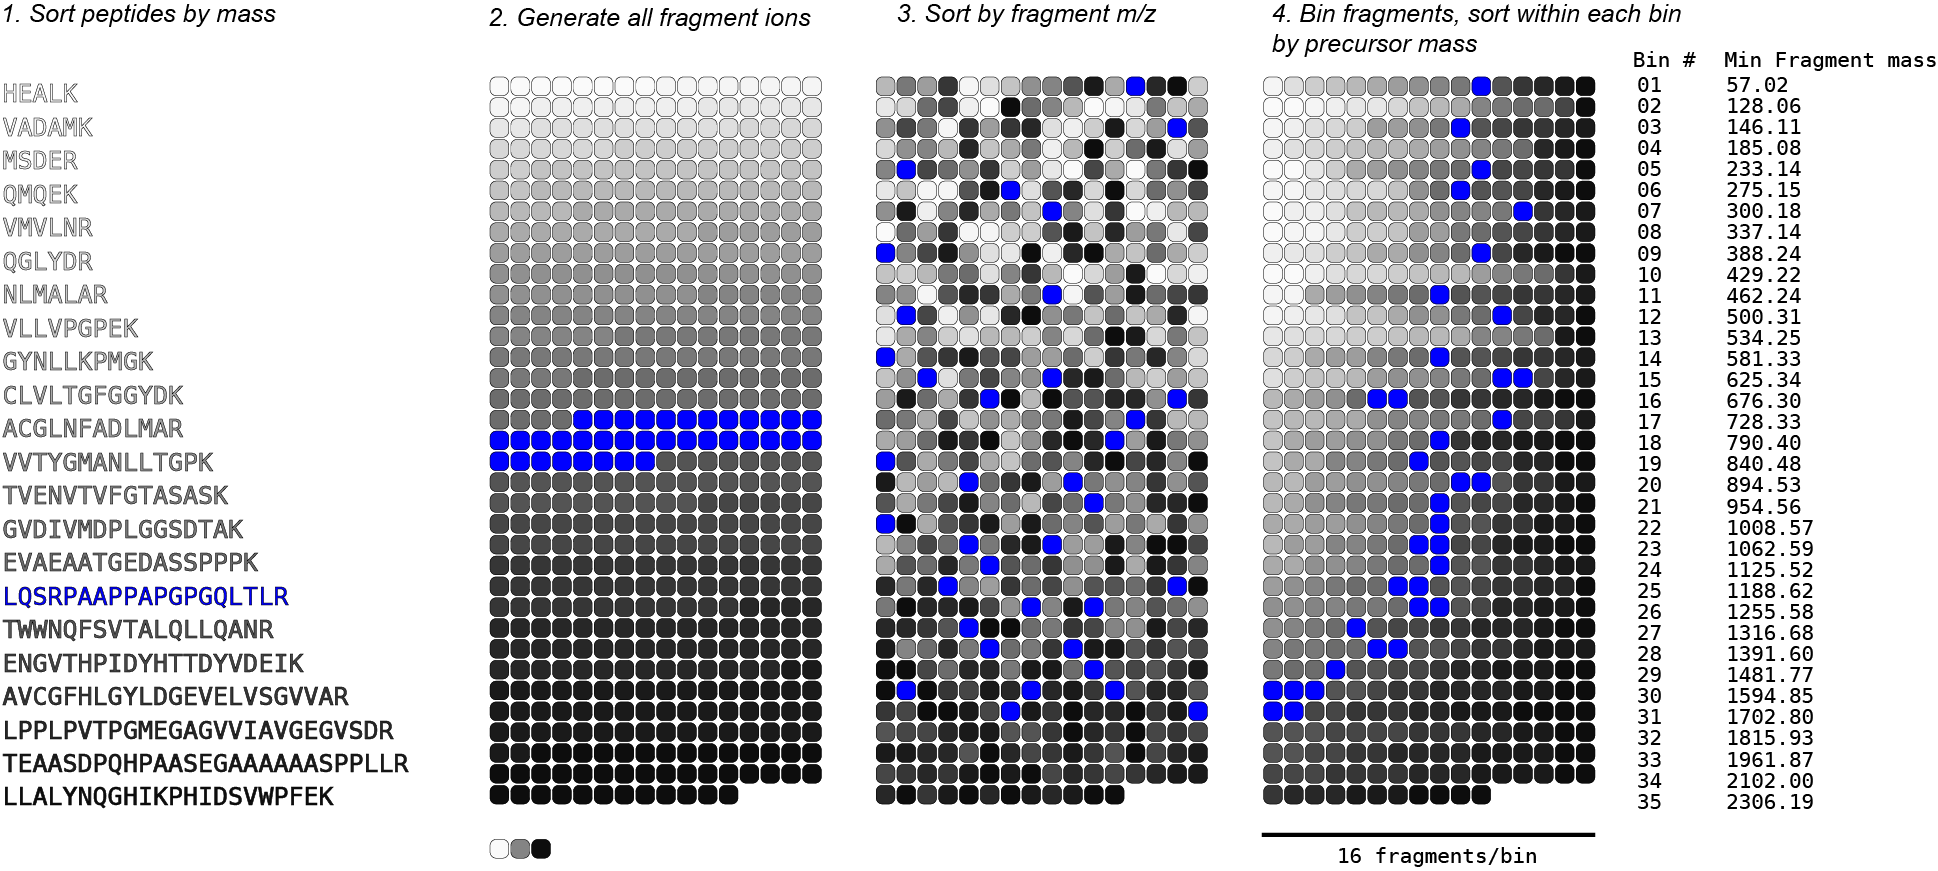 1. Sort peptides by mass
2. Generate all fragment ions
3. Sort by fragment m/z
4. Bin fragments, sort within each bin
by precursor mass
HEALK
VADAMK
MSDER
QMQEK
VMVLNR
QGLYDR
NLMALAR
VLLVPGPEK
GYNLLKPMGK
CLVLTGFGGYDK
ACGLNFADLMAR
VVTYGMANLLTGPK
TVENVTVFGTASASK
GVDIVMDPLGGSDTAK
EVAEAATGEDASSPPPK
LQSRPAAPPAPGPGQLTLR
TWWNQFSVTALQLLQANR
ENGVTHPIDYHTTDYVDEIK
AVCGFHLGYLDGEVELVSGVVAR
LPPLPVTPGMEGAGVVIAVGEGVSDR
TEAASDPQHPAASEGAAAAAASPPLLR
LLALYNQGHIKPHIDSVWPFEK
Bin # Min Fragment mass
01 57.02
02 128.06
03 146.11
04 185.08
05 233.14
06 275.15
07 300.18
08 337.14
09 388.24
10 429.22
11 462.24
12 500.31
13 534.25
14 581.33
15 625.34
16 676.30
17 728.33
18 790.40
19 840.48
20 894.53
21 954.56
22 1008.57
23 1062.59
24 1125.52
25 1188.62
26 1255.58
27 1316.68
28 1391.60
29 1481.77
30 1594.85
31 1702.80
32 1815.93
33 1961.87
34 2102.00
35 2306.19
16 fragments/bin